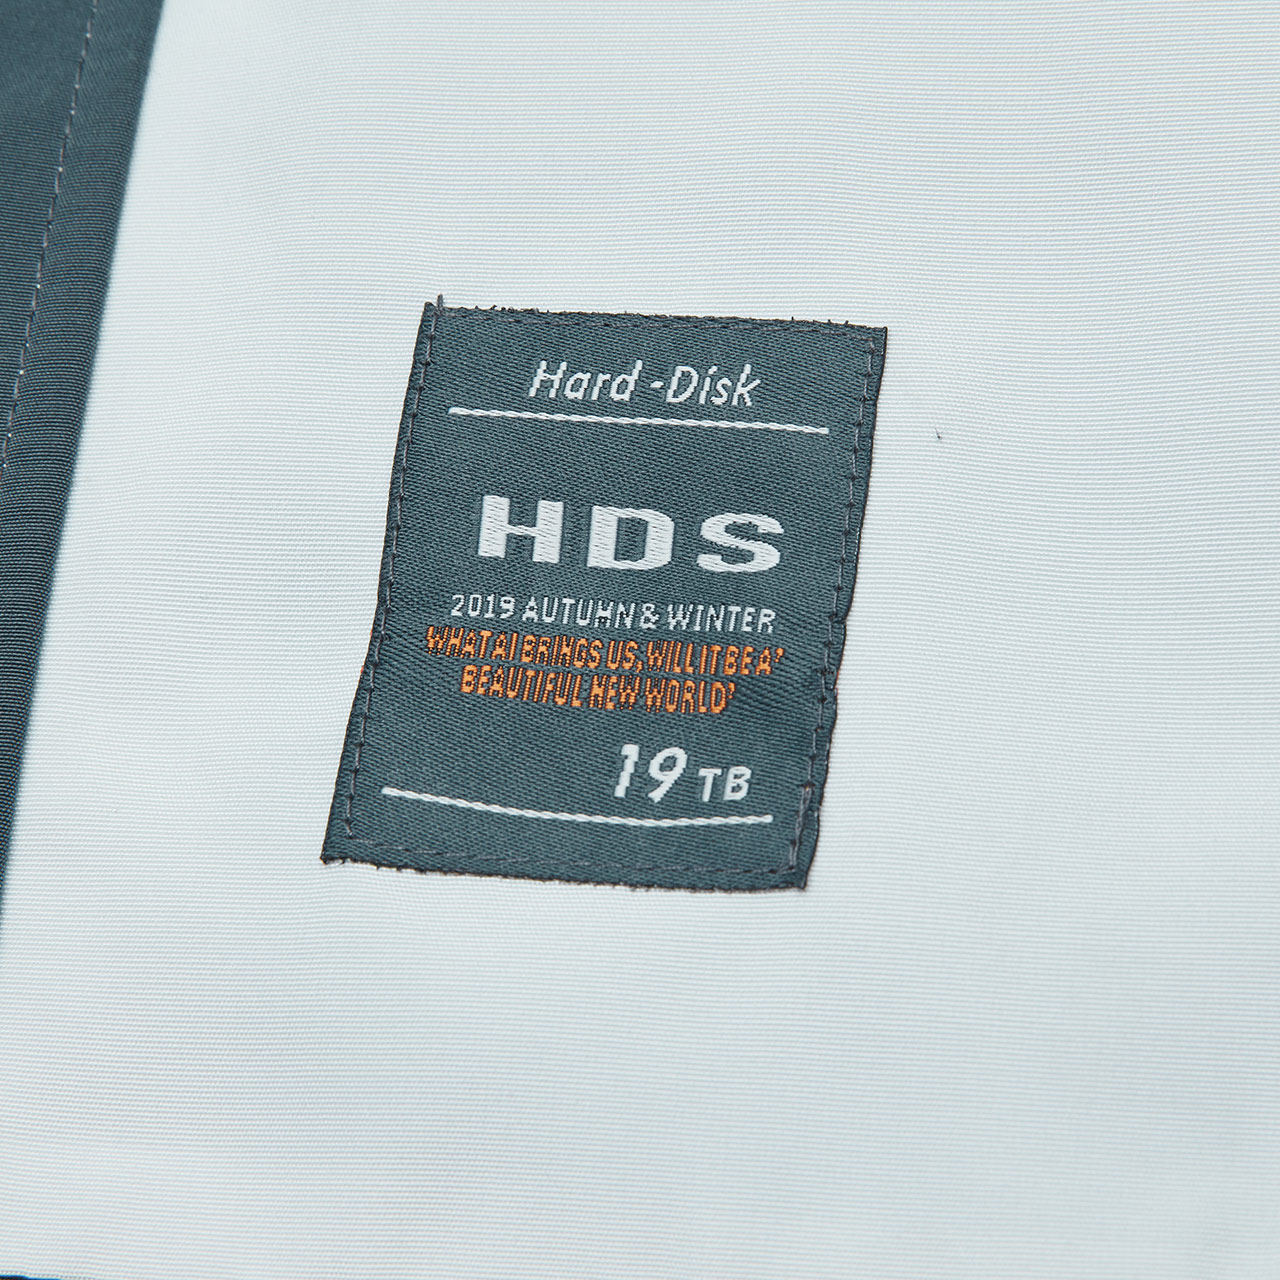 Hard -Disk
HDS
2019 AUTUHN & WINTER
WHAT AI BRINGS US, WILL IT BE A'
BEAUTIFUL NEW WORLD'
19 TB